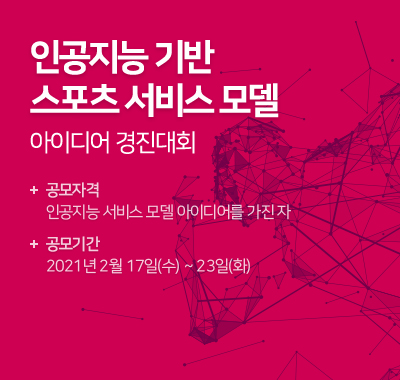 인공지능 기반
스포츠 서비스 모델
아이디어 경진대회
+ 공모자격
인공지능 서비스 모델 아이디어를 가진 자
+ 공모기간
2021년 2월 17일(수) ~ 23일(화)